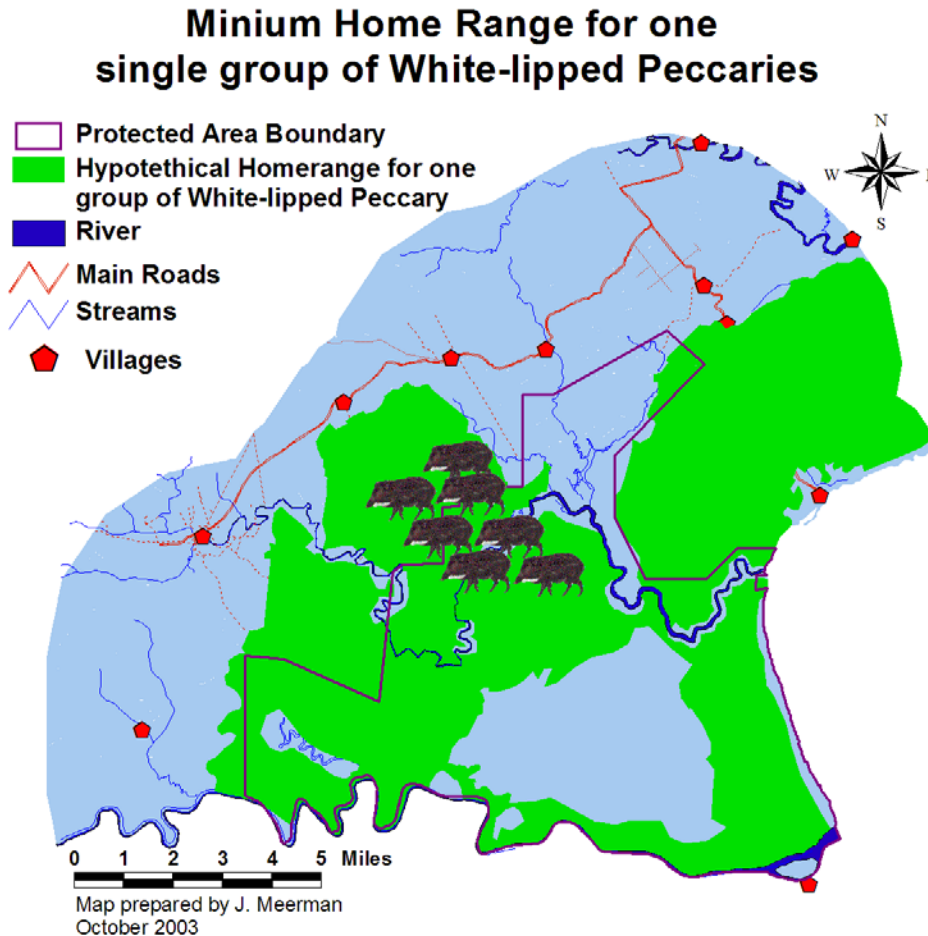 Minium Home Range for one
single group of White-lipped Peccaries
Protected Area Boundary
Hypotethical Homerange for one
group of White-lipped Peccary
River
Main Roads
Streams
Villages
N
W
S
0 1 2 3 4 5 Miles
Map prepared by J. Meerman
October 2003